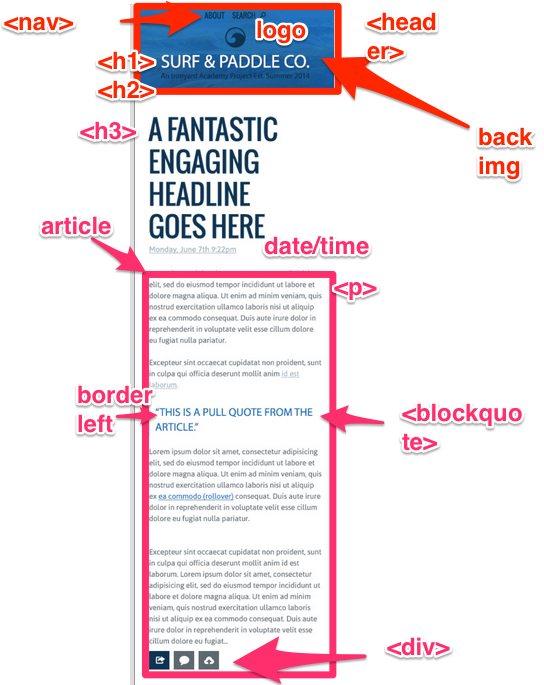 <nav>
ABOUT SEARCH
logo
<head
er>
<h1>
SURF & PADDLE CO.
<h2>
An Ironyard Academy Project Est. Summer 2014
back
img
<h3>
A FANTASTIC
ENGAGING
HEADLINE
GOES HERE
article
Monday, June 7th 9:22pm
date/time
<p>
elit, sed do eiusmod tempor incididunt ut labore et
dolore magna aliqua. Ut enim ad minim veniam, quis
nostrud exercitation ullamco laboris nisi ut aliquip
ex ea commodo consequat. Duis aute irure dolor in
reprehenderit in voluptate velit esse cillum dolore
eu fugiat nulla pariatur.
Excepteur sint occaecat cupidatat non proident, sunt
in culpa qui officia deserunt mollit anim id est
laborum.
border
left
“THIS IS A PULL QUOTE FROM THE
ARTICLE.”
<blockquo
te>
Lorem ipsum dolor sit amet, consectetur adipisicing
elit, sed do eiusmod tempor incididunt ut labore et
dolore magna aliqua. Ut enim ad minim veniam, quis
nostrud exercitation ullamco laboris nisi ut aliquip
ex ea commodo (rollover) consequat. Duis aute irure
dolor in reprehenderit in voluptate velit esse cillum
dolore eu fugiat nulla pariatur.
Excepteur sint occaecat cupidatat non proident, sunt
in culpa qui officia deserunt mollit anim id est
laborum. Lorem ipsum dolor sit amet, consectetur
adipisicing elit, sed do eiusmod tempor incididunt ut
labore et dolore magna aliqua. Ut enim ad minim
veniam, quis nostrud exercitation ullamco laboris
nisi ut aliquip ex ea commodo consequat. Duis aute
irure dolor in reprehenderit in voluptate velit esse
cillum dolore eu fugiat...
<div>